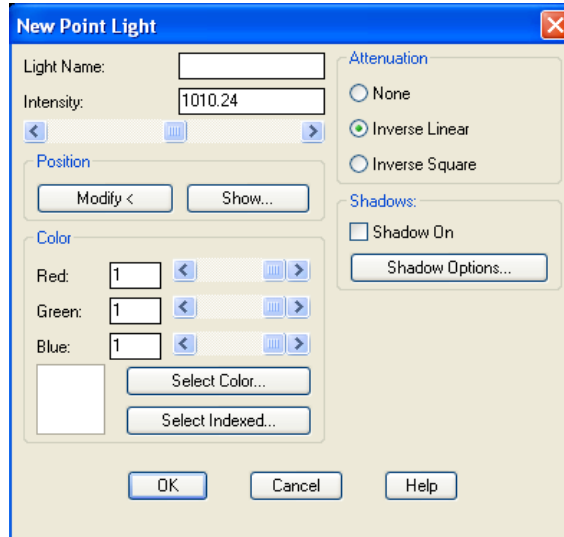 New Point Light
Light Name:
Intensity: 1010.24
Position
Modify < Show...
Color
Red: 1
Green: 1
Blue: 1
Select Color...
Select Indexed...
Attenuation
None
Inverse Linear
Inverse Square
Shadows:
Shadow On
Shadow Options...
OK Cancel Help